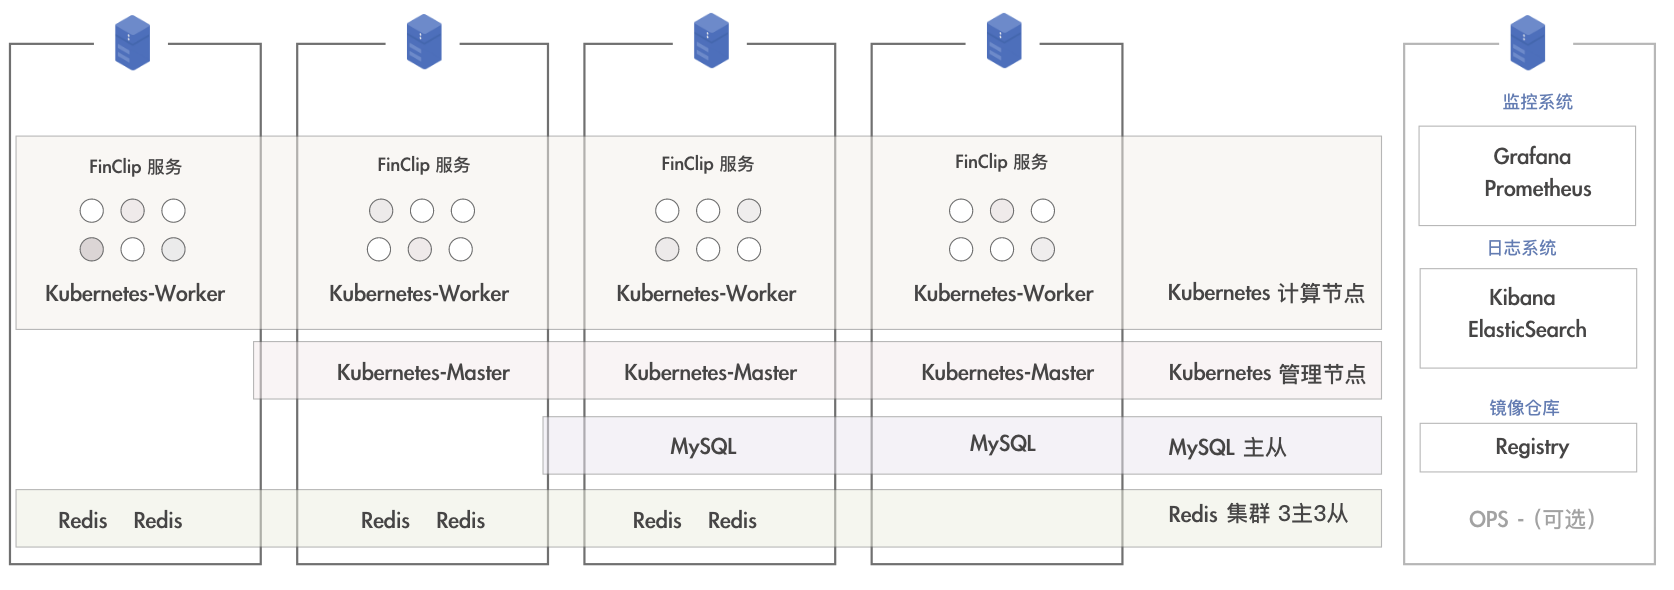 FinClip 服务
FinClip 服务
FinClip 服务
FinClip 服务
Kubernetes-Worker
Kubernetes-Worker
Kubernetes-Worker
Kubernetes-Worker
Kubernetes 计算节点
Kubernetes-Master
Kubernetes-Master
Kubernetes-Master
Kubernetes 管理节点
MySQL
MySQL
MySQL 主从
Redis Redis
Redis Redis
Redis Redis
Redis 集群 3主3从
监控系统
Grafana
Prometheus
日志系统
Kibana
ElasticSearch
镜像仓库
Registry
OPS - (可选)